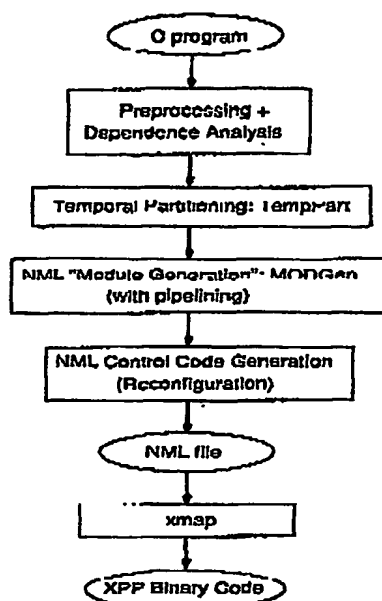 C program
Preprocessing +
Dependence Analysis
Temporal Partitioning: TempPart
NML "Module Generation": MODGen
(with pipelining)
NML Control Code Generation
(Reconfiguration)
NML file
xmap
XPP Binary Code